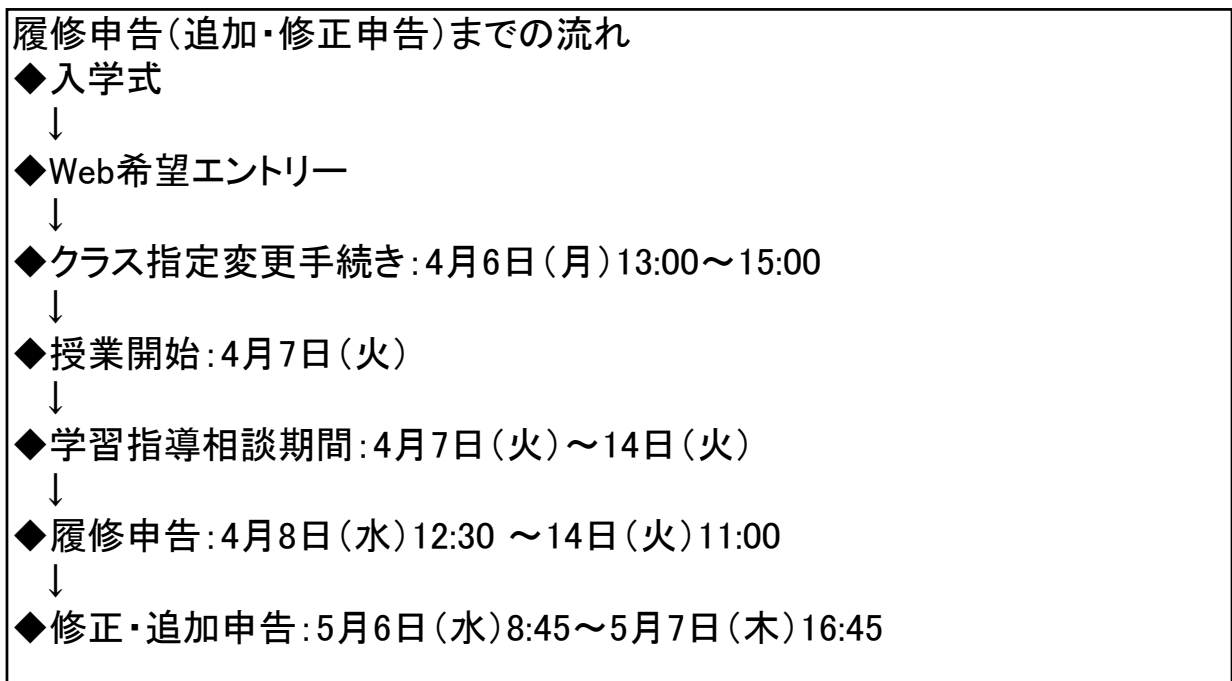 履修申告(追加・修正申告)までの流れ
◆入学式
↓
◆Web希望エントリー
↓
◆クラス指定変更手続き:4月6日(月)13:00~15:00
↓
◆授業開始:4月7日(火)
↓
◆学習指導相談期間:4月7日(火)~14日(火)
↓
◆履修申告:4月8日(水)12:30 ~14日(火)11:00
↓
◆修正・追加申告:5月6日(水)8:45~5月7日(木)16:45